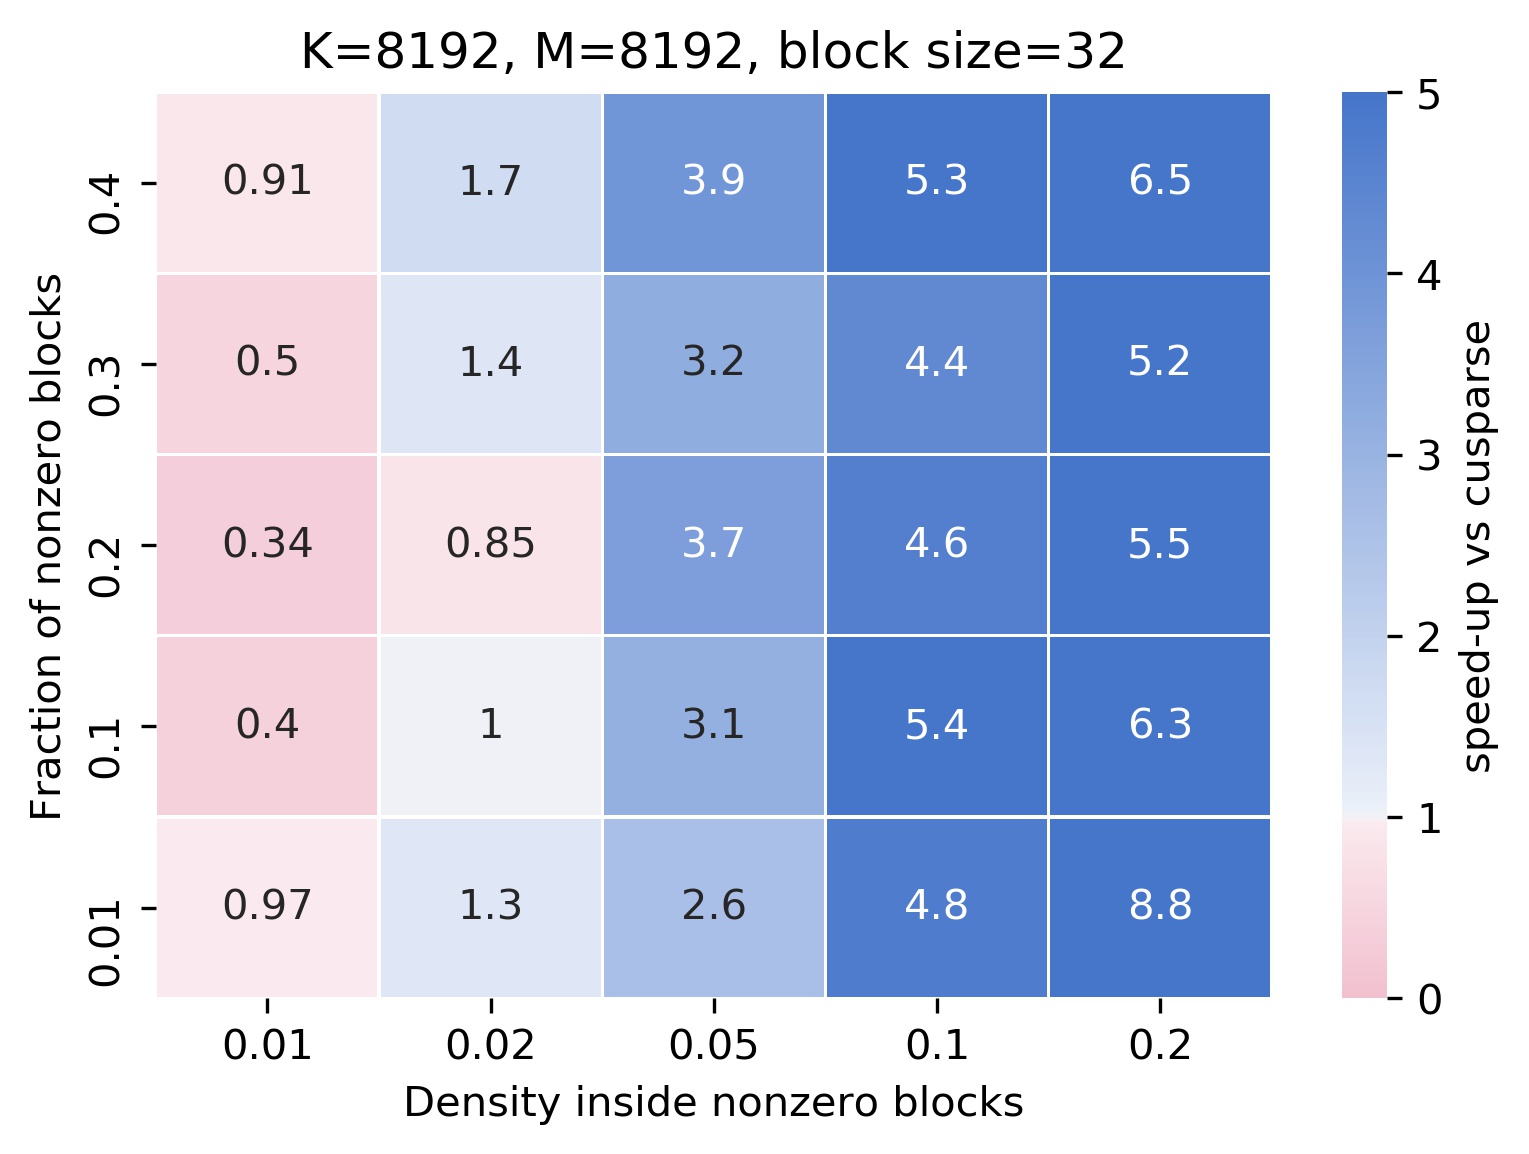 K=8192, M=8192, block size=32
Fraction of nonzero blocks
0.4 0.91 1.7 3.9 5.3 6.5
0.3 0.5 1.4 3.2 4.4 5.2
0.2 0.34 0.85 3.7 4.6 5.5
0.1 0.4 1 3.1 5.4 6.3
0.01 0.97 1.3 2.6 4.8 8.8
0.01 0.02 0.05 0.1 0.2
Density inside nonzero blocks
5
4
3
2
1
0
speed-up vs cusparse